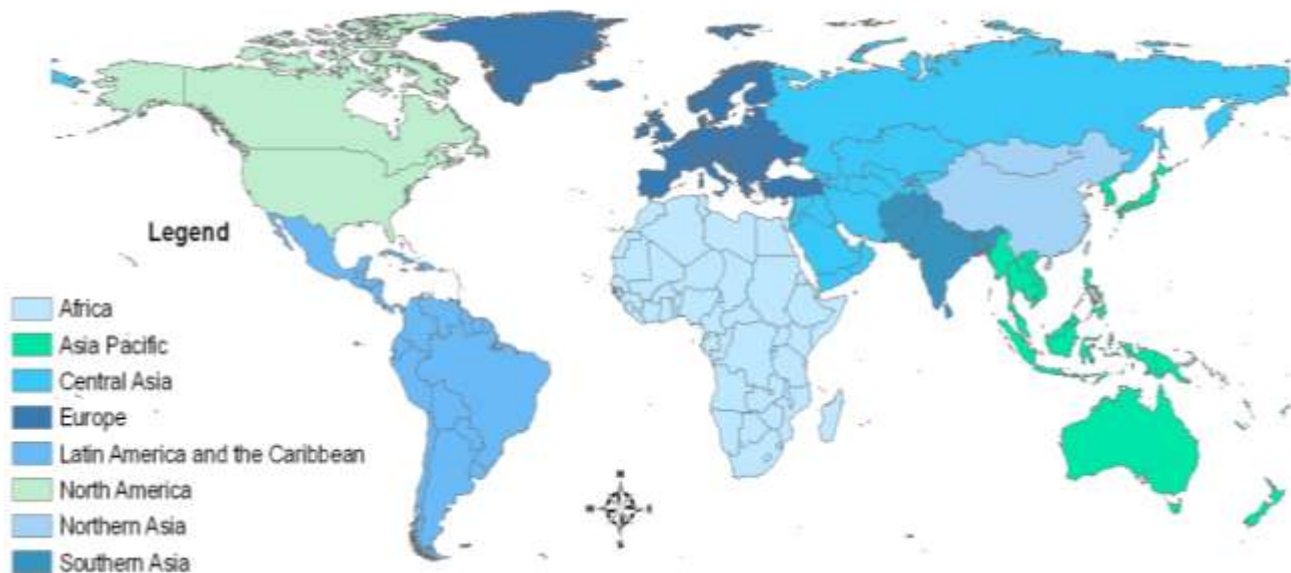 Legend
Africa
Asia Pacific
Central Asia
Europe
Latin America and the Caribbean
North America
Northern Asia
Southern Asia